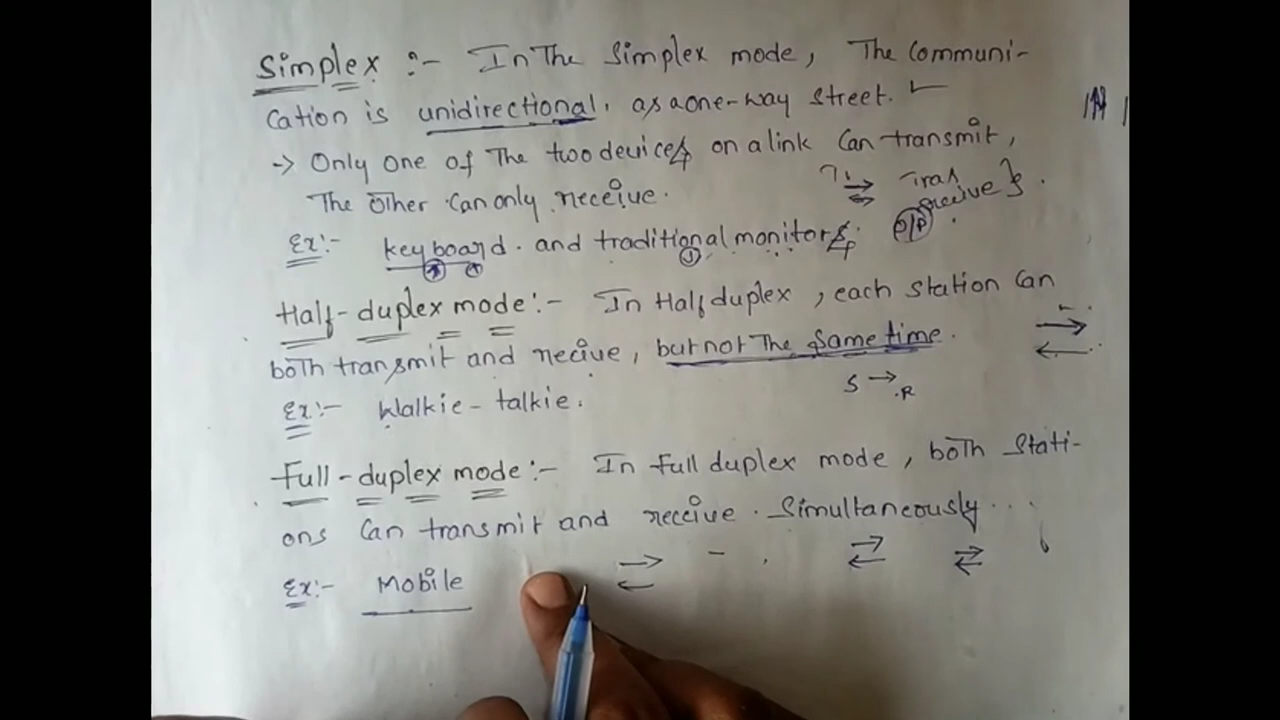 Simplex :- In The Simplex mode, The Communi-
cation is unidirectional, as a one-way street.
-> Only one of The two devices on a link Can transmit,
The Other Can only receive.
Ex:- keyboard and traditional monitors.
O/P
Half-duplex mode:- In Half duplex, each station Can
both transmit and recive, but not The Same time.
S → R
Ex:- Walkie-talkie.
Full-duplex mode:- In full duplex mode, both Stati-
ons Can transmit and receive Simultaneously...
Ex:- Mobile